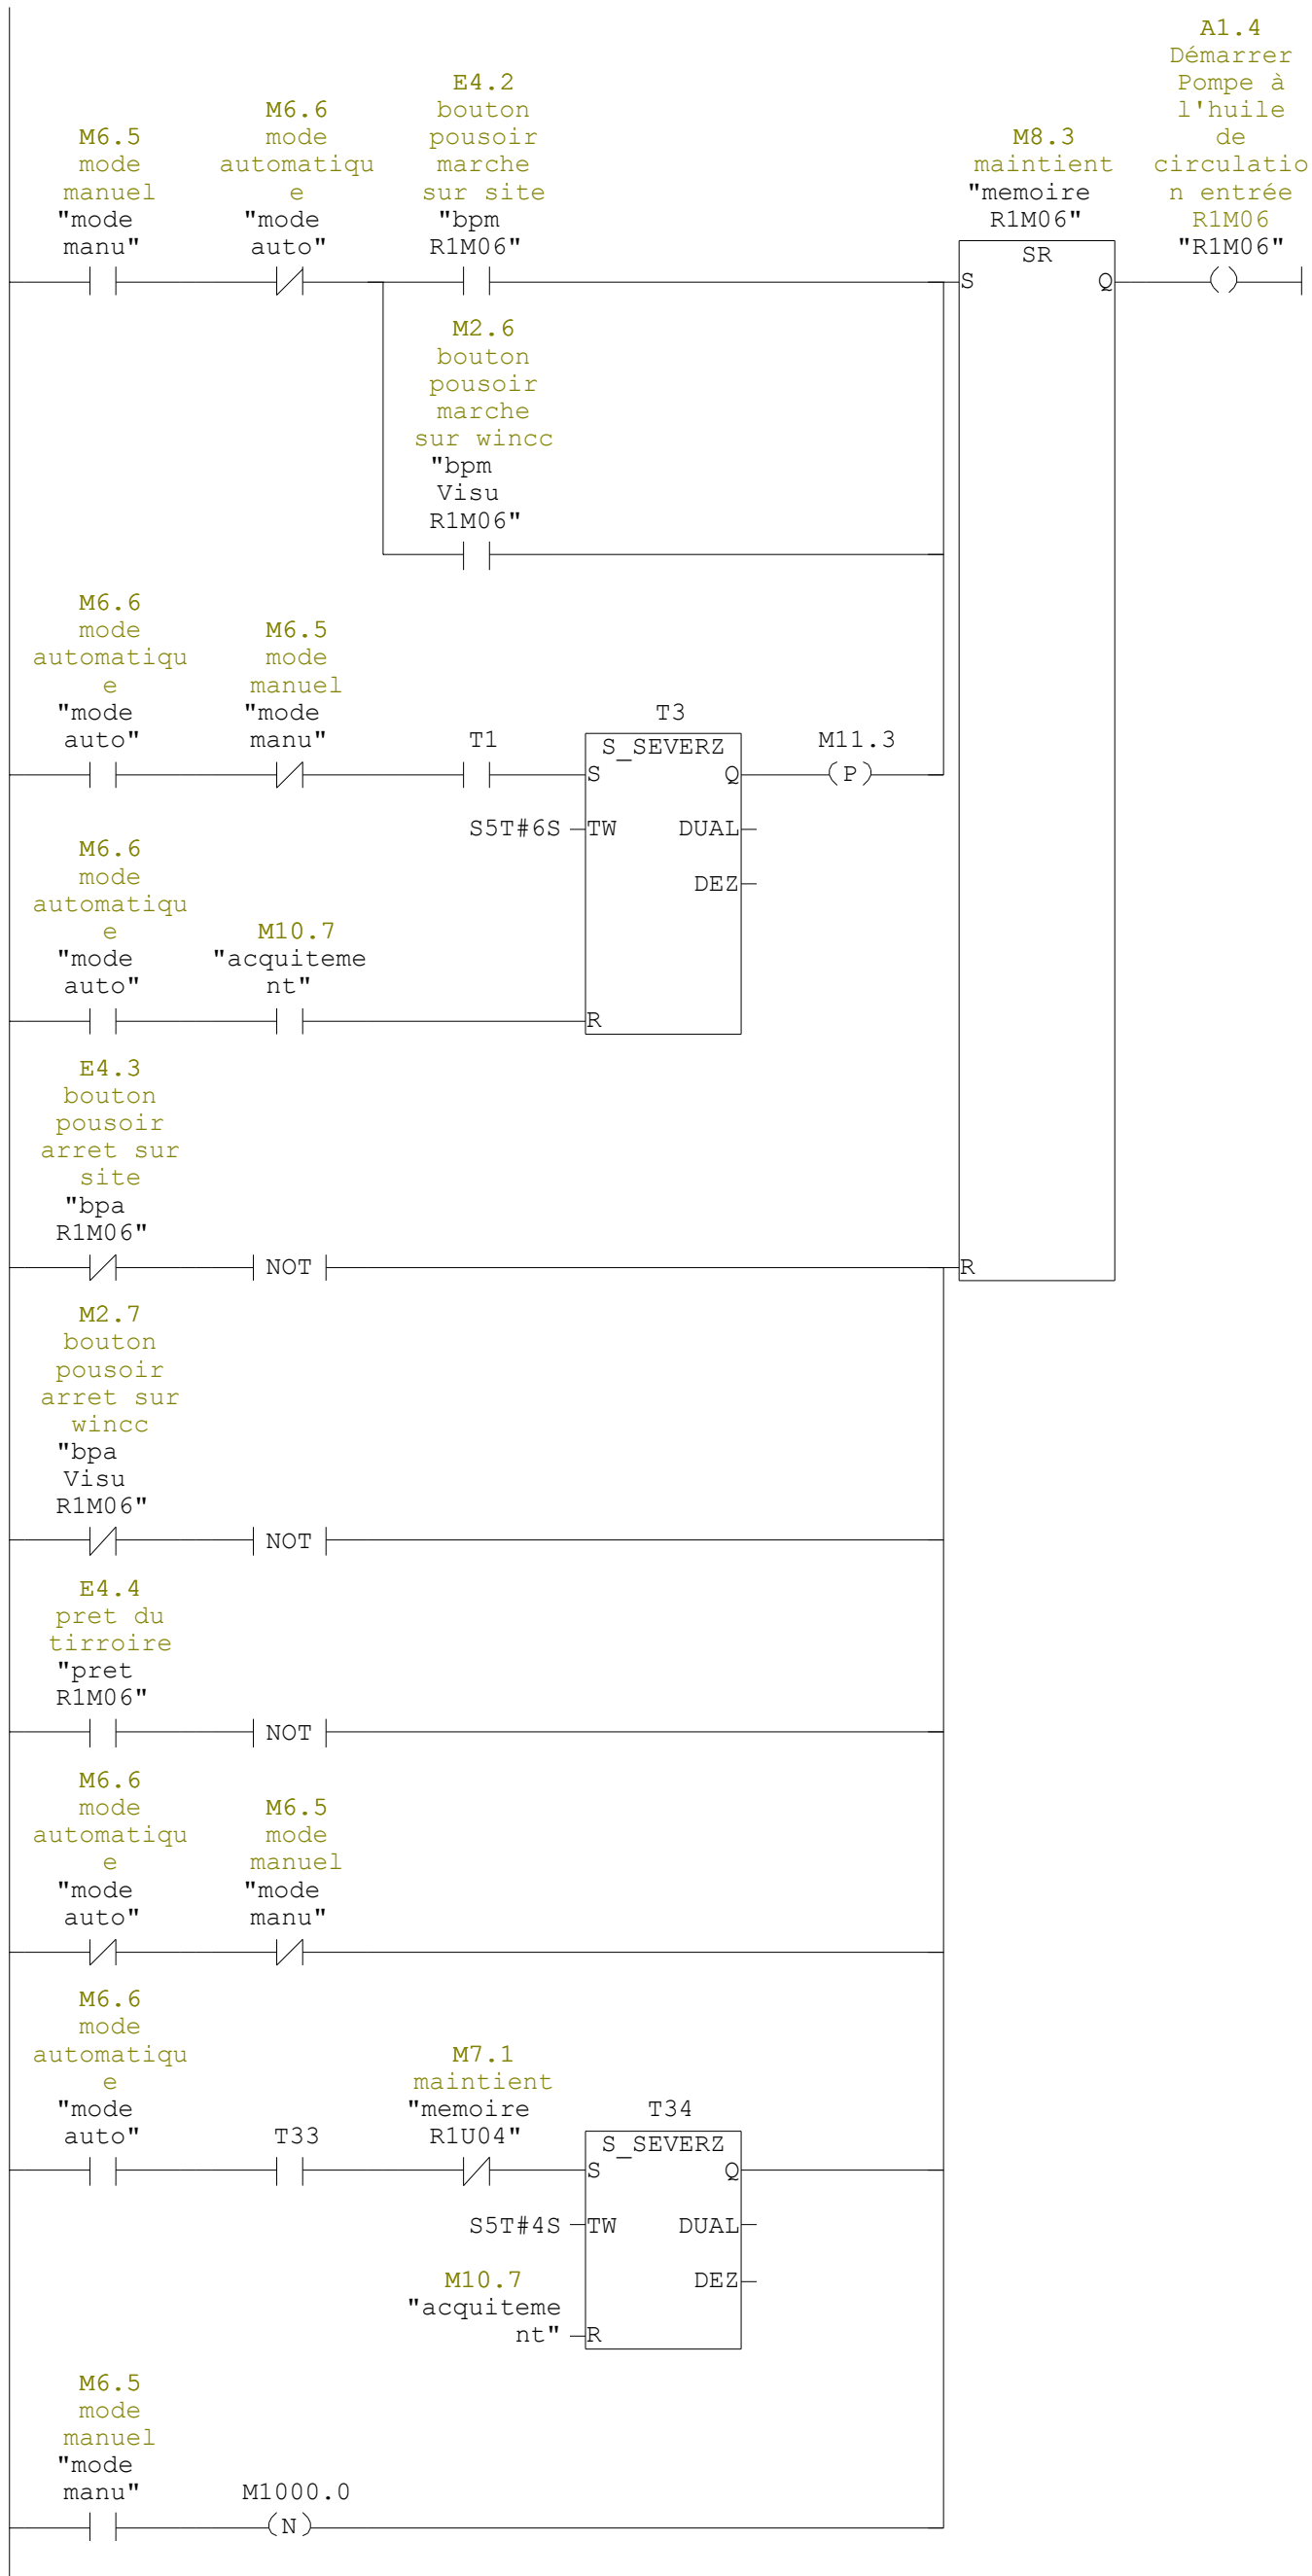 A1.4
Démarrer
Pompe à
l'huile
de
circulatio
n entrée
R1M06
"R1M06"
M6.5
mode
manuel
"mode
manu"
M6.6
mode
automatiqu
e
"mode
auto"
E4.2
bouton
pousoir
marche
sur site
"bpm
R1M06"
M8.3
maintient
"memoire
R1M06"
SR
S
Q
( )
M2.6
bouton
pousoir
marche
sur wincc
"bpm
Visu
R1M06"
M6.6
mode
automatiqu
e
"mode
auto"
M6.5
mode
manuel
"mode
manu"
T1
T3
S_SEVERZ
S
Q
M11.3
(P)
S5T#6S
TW
DUAL
DEZ
M6.6
mode
automatiqu
e
"mode
auto"
M10.7
"acquiteme
nt"
R
E4.3
bouton
pousoir
arret sur
site
"bpa
R1M06"
NOT
R
M2.7
bouton
pousoir
arret sur
wincc
"bpa
Visu
R1M06"
NOT
E4.4
pret du
tirroire
"pret
R1M06"
NOT
M6.6
mode
automatiqu
e
"mode
auto"
M6.5
mode
manuel
"mode
manu"
M6.6
mode
automatiqu
e
"mode
auto"
T33
M7.1
maintient
"memoire
R1U04"
T34
S_SEVERZ
S
Q
S5T#4S
TW
DUAL
M10.7
"acquiteme
nt"
DEZ
R
M6.5
mode
manuel
"mode
manu"
M1000.0
(N)